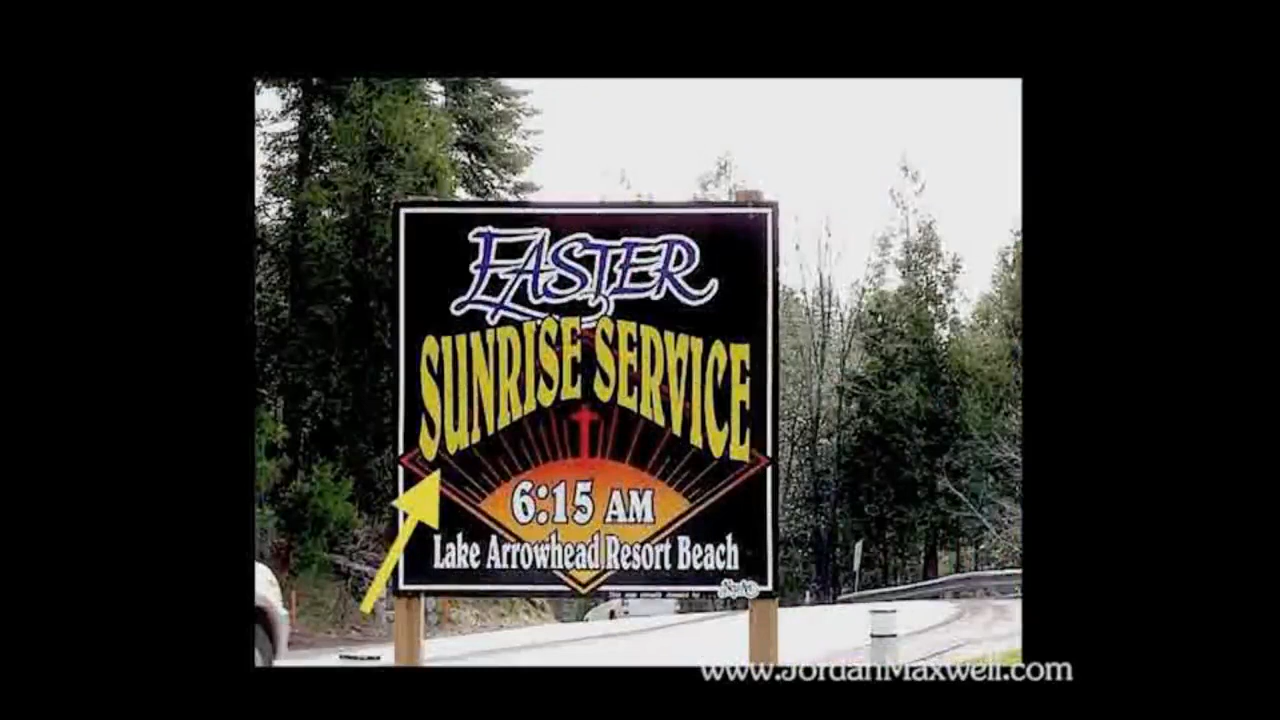 EASTER
SUNRISE SERVICE
6:15 AM
Lake Arrowhead Resort Beach
www.JordanMaxwell.com